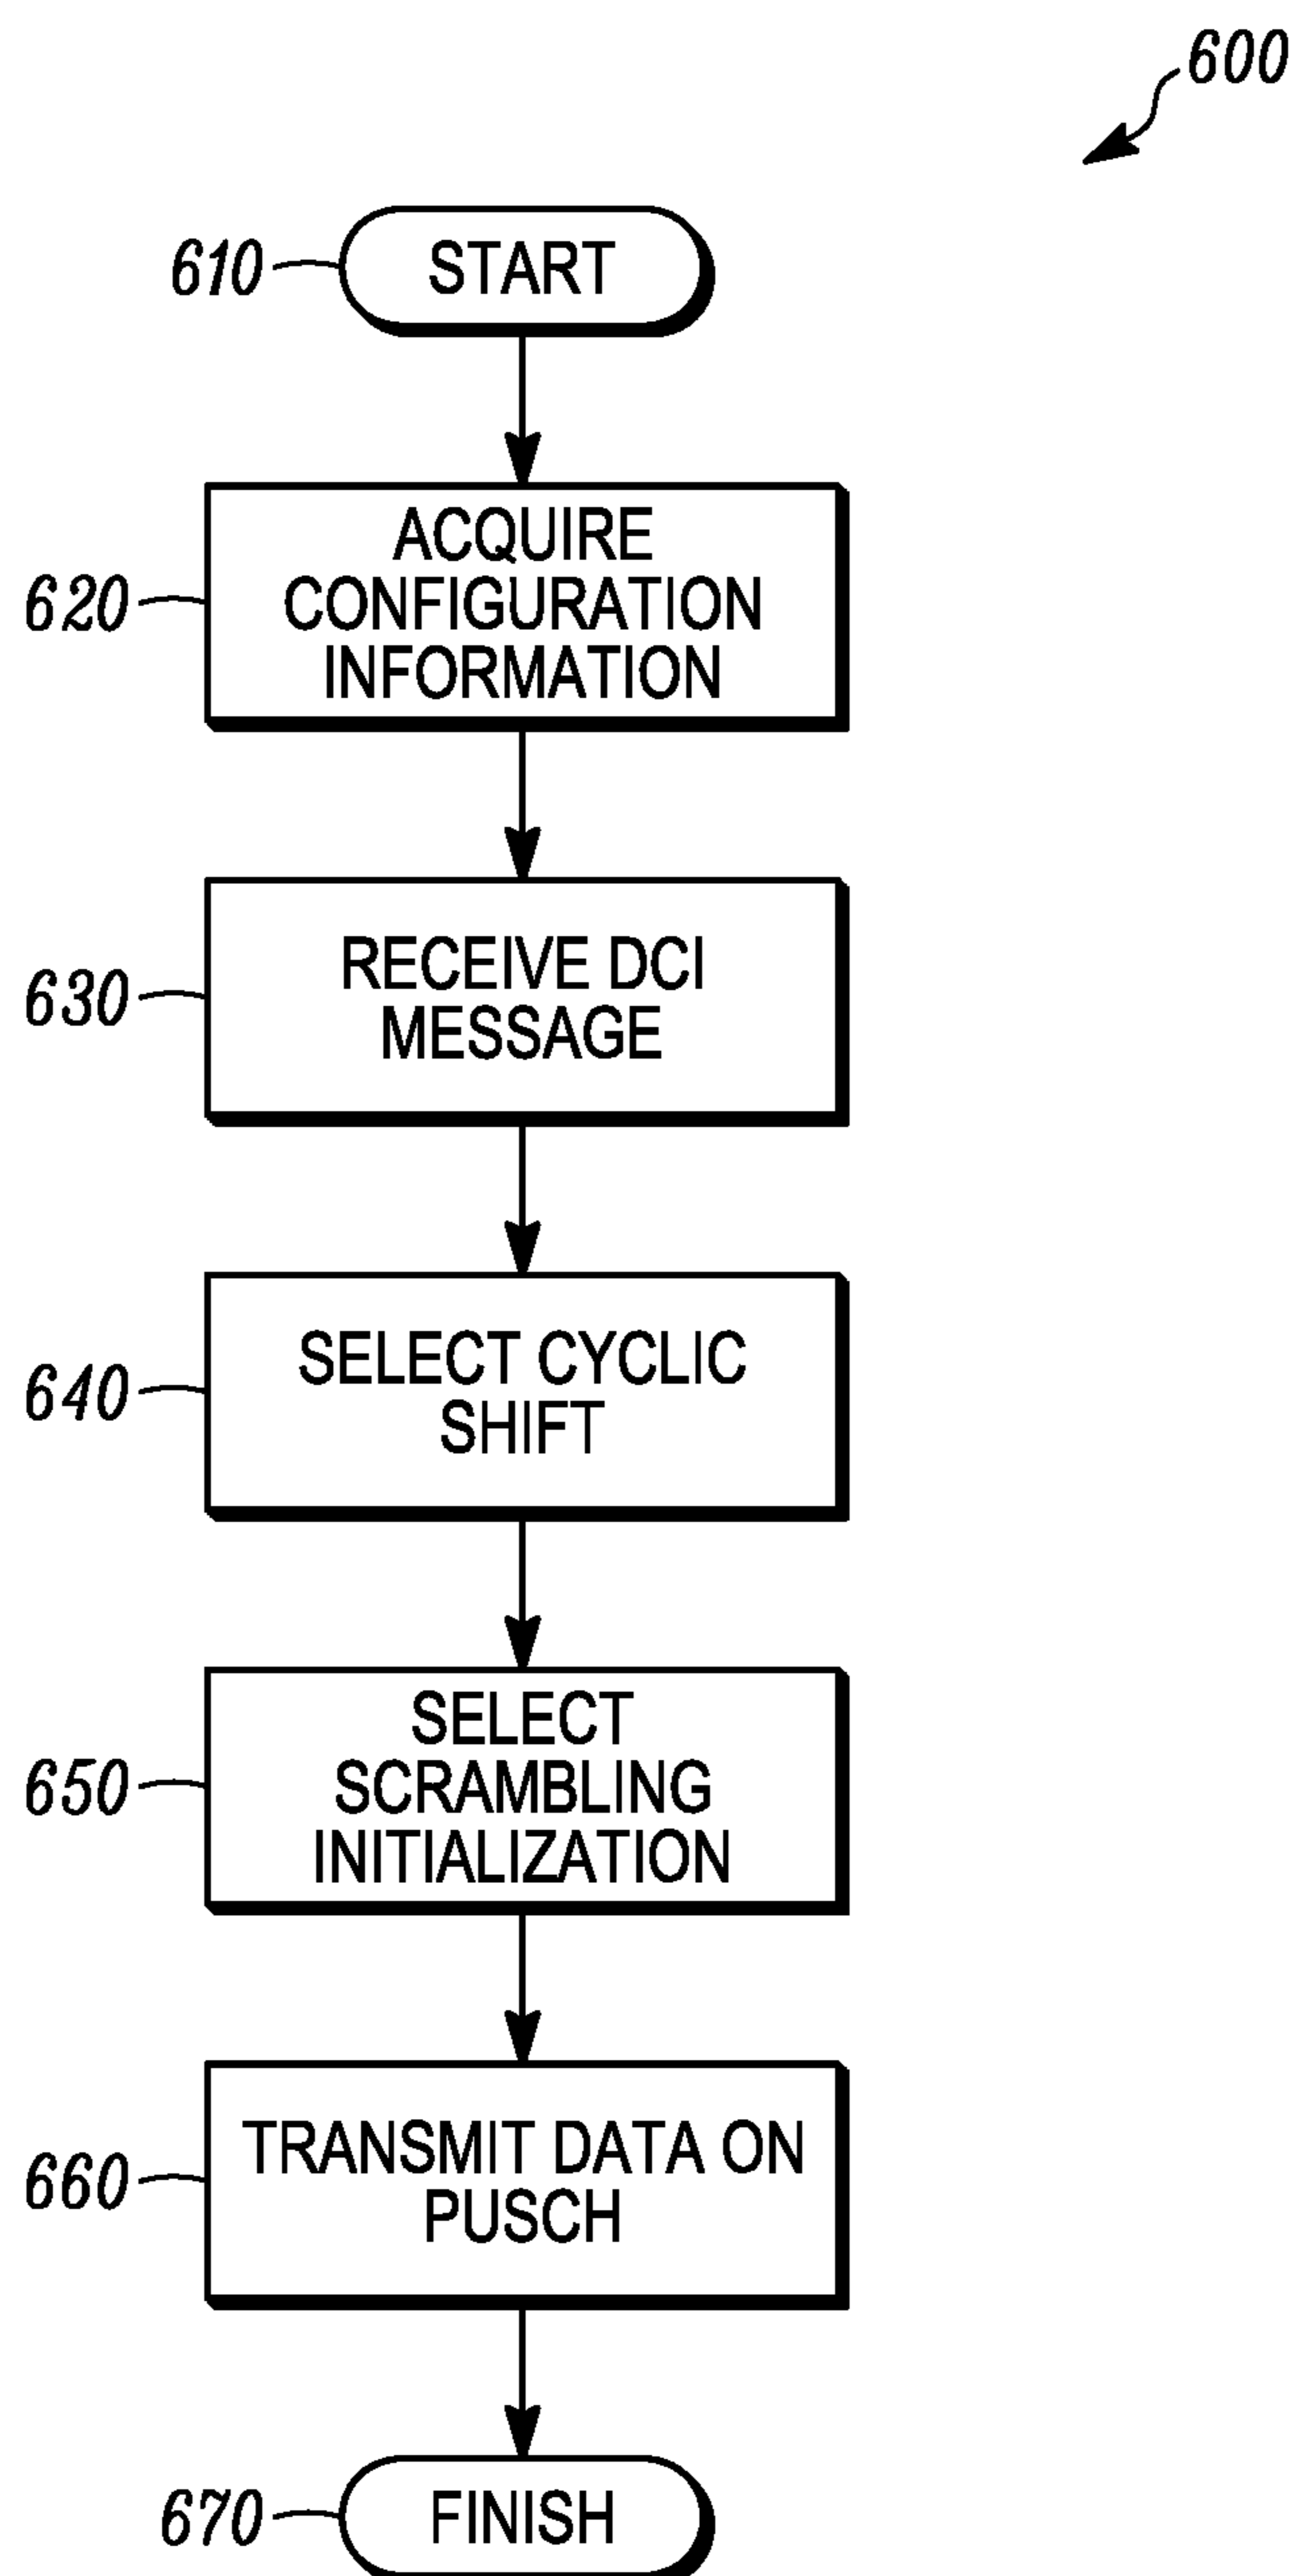 600
610
START
620
ACQUIRE
CONFIGURATION
INFORMATION
630
RECEIVE DCI
MESSAGE
640
SELECT CYCLIC
SHIFT
650
SELECT
SCRAMBLING
INITIALIZATION
660
TRANSMIT DATA ON
PUSCH
670
FINISH